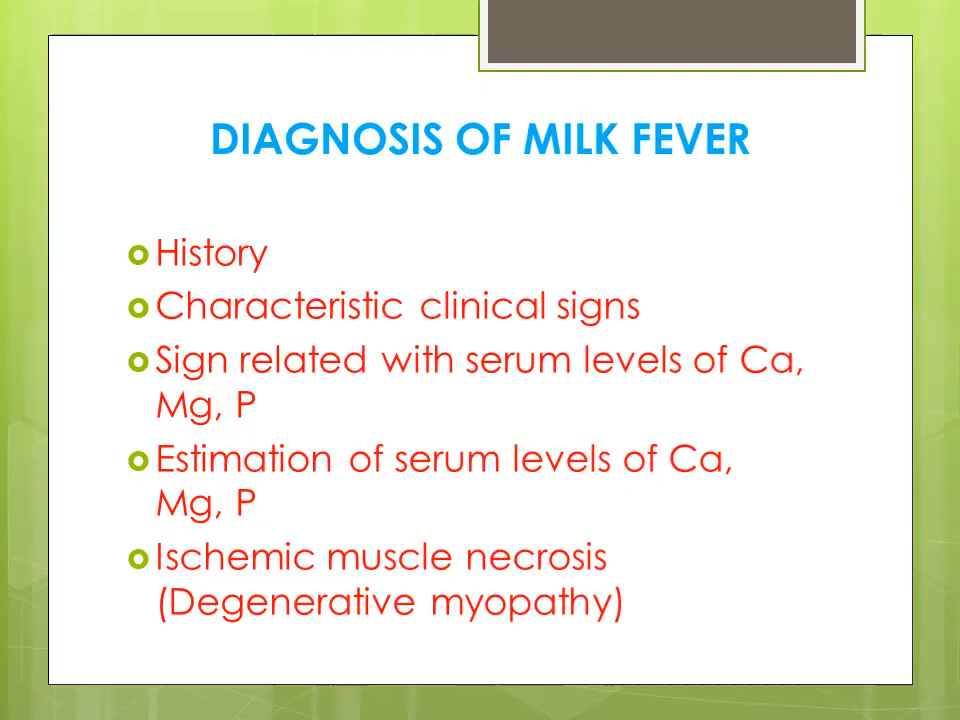 DIAGNOSIS OF MILK FEVER
History
Characteristic clinical signs
Sign related with serum levels of Ca,
Mg, P
Estimation of serum levels of Ca,
Mg, P
Ischemic muscle necrosis
(Degenerative myopathy)